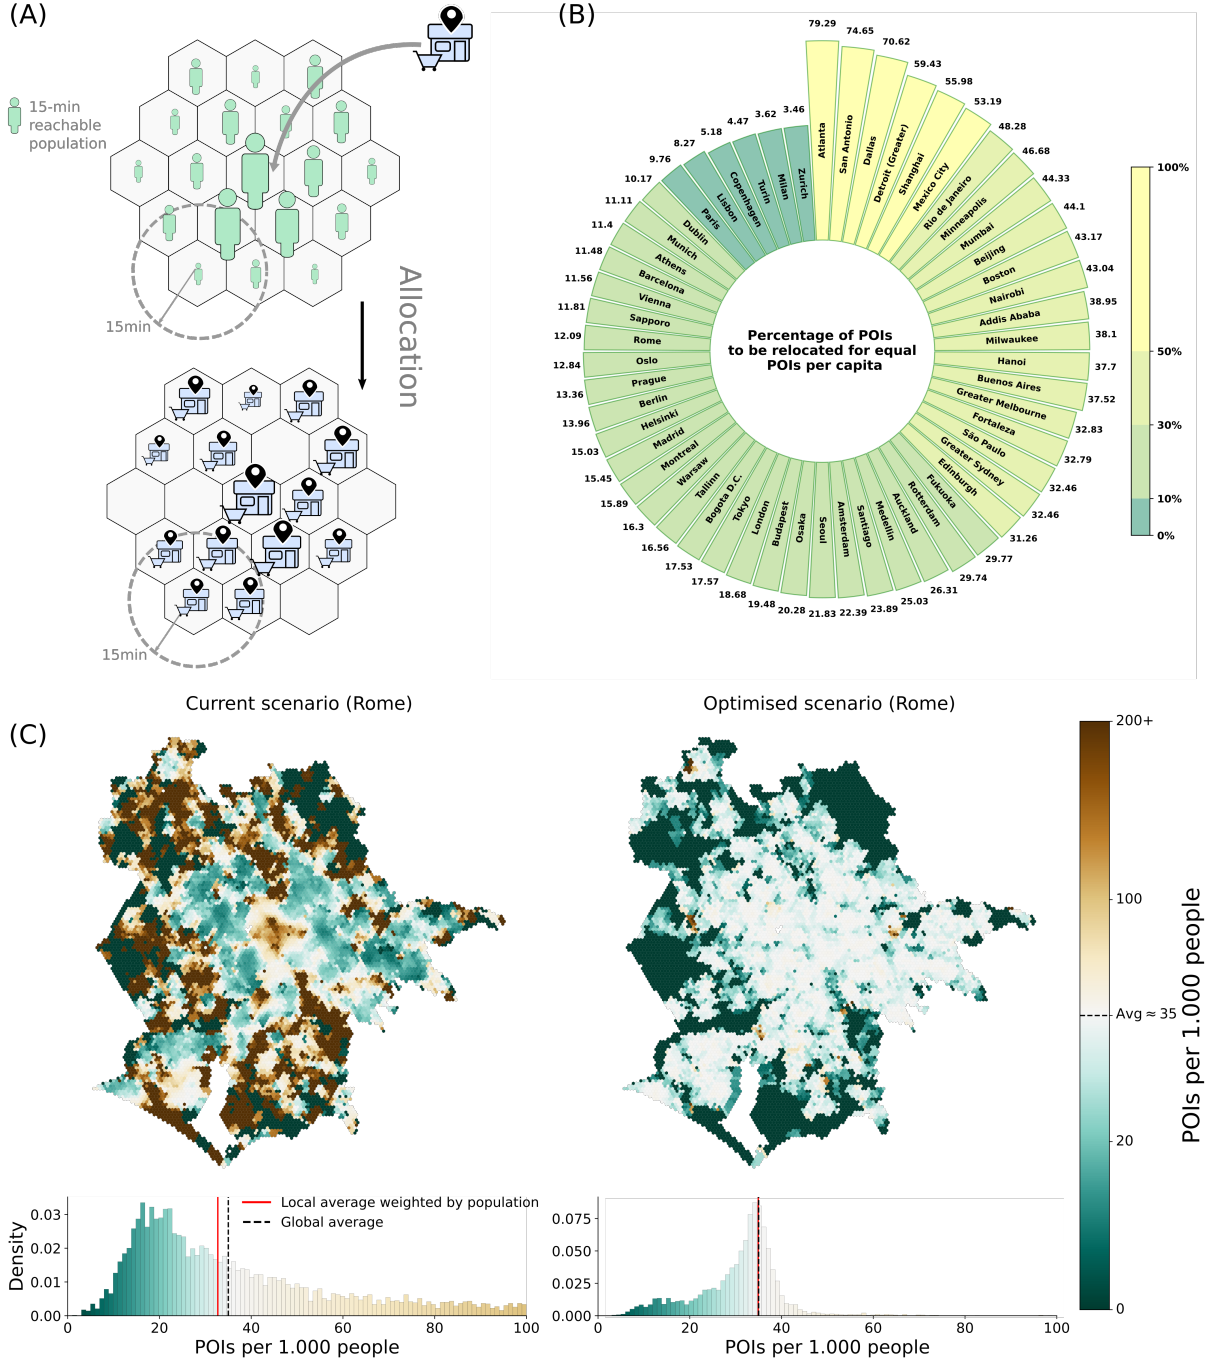 (A)
15-min
reachable
population
15min
Allocation
15min
(B)
79.29
74.65
70.62
59.43
55.98
53.19
48.28
46.68
44.33
44.1
43.17
43.04
38.95
38.1
37.7
37.52
32.83
32.79
32.46
32.46
31.26
29.77
29.74
26.31
25.03
23.89
22.39
21.83
20.28
19.48
18.68
17.57
17.53
16.56
16.3
15.89
15.45
15.03
13.96
13.36
12.84
12.09
11.81
11.56
11.48
11.4
11.11
10.17
9.76
8.27
5.18
4.47
3.62
3.46
Atlanta
San Antonio
Dallas
Detroit (Greater)
Shanghai
Mexico City
Rio de Janeiro
Minneapolis
Mumbai
Beijing
Boston
Nairobi
Addis Ababa
Milwaukee
Hanoi
Buenos Aires
Greater Melbourne
Fortaleza
São Paulo
Greater Sydney
Edinburgh
Fukuoka
Rotterdam
Auckland
Medellin
Santiago
Amsterdam
Seoul
Osaka
Budapest
London
Tokyo
Bogota D.C.
Tallinn
Warsaw
Montreal
Madrid
Helsinki
Berlin
Prague
Oslo
Rome
Sapporo
Vienna
Barcelona
Athens
Munich
Dublin
Paris
Lisbon
Copenhagen
Turin
Milan
Zurich
Percentage of POIs
to be relocated for equal
POIs per capita
100%
50%
30%
10%
0%
(C)
Current scenario (Rome)
Optimised scenario (Rome)
200+
100
Avg ≈ 35
20
0
POIs per 1.000 people
Local average weighted by population
Global average
Density
0.03
0.02
0.01
0.00
0 20 40 60 80 100
POIs per 1.000 people
0.075
0.050
0.025
0.000
0 20 40 60 80 100
POIs per 1.000 people